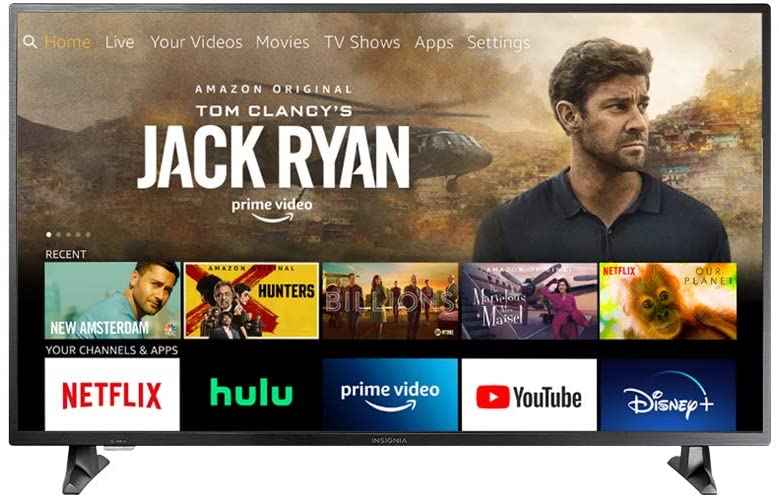 Home Live Your Videos Movies TV Shows Apps Settings
AMAZON ORIGINAL
TOM CLANCY'S
JACK RYAN
prime video
RECENT
NEW AMSTERDAM
AMAZON ORIGINAL
HUNTERS
BILLIONS
SHOWTIME
AMAZON ORIGINAL
The
Marvelous
Mrs.
Maisel
NETFLIX
OUR
PLANET
YOUR CHANNELS & APPS
NETFLIX
hulu
prime video
YouTube
Disney+
INSIGNIA